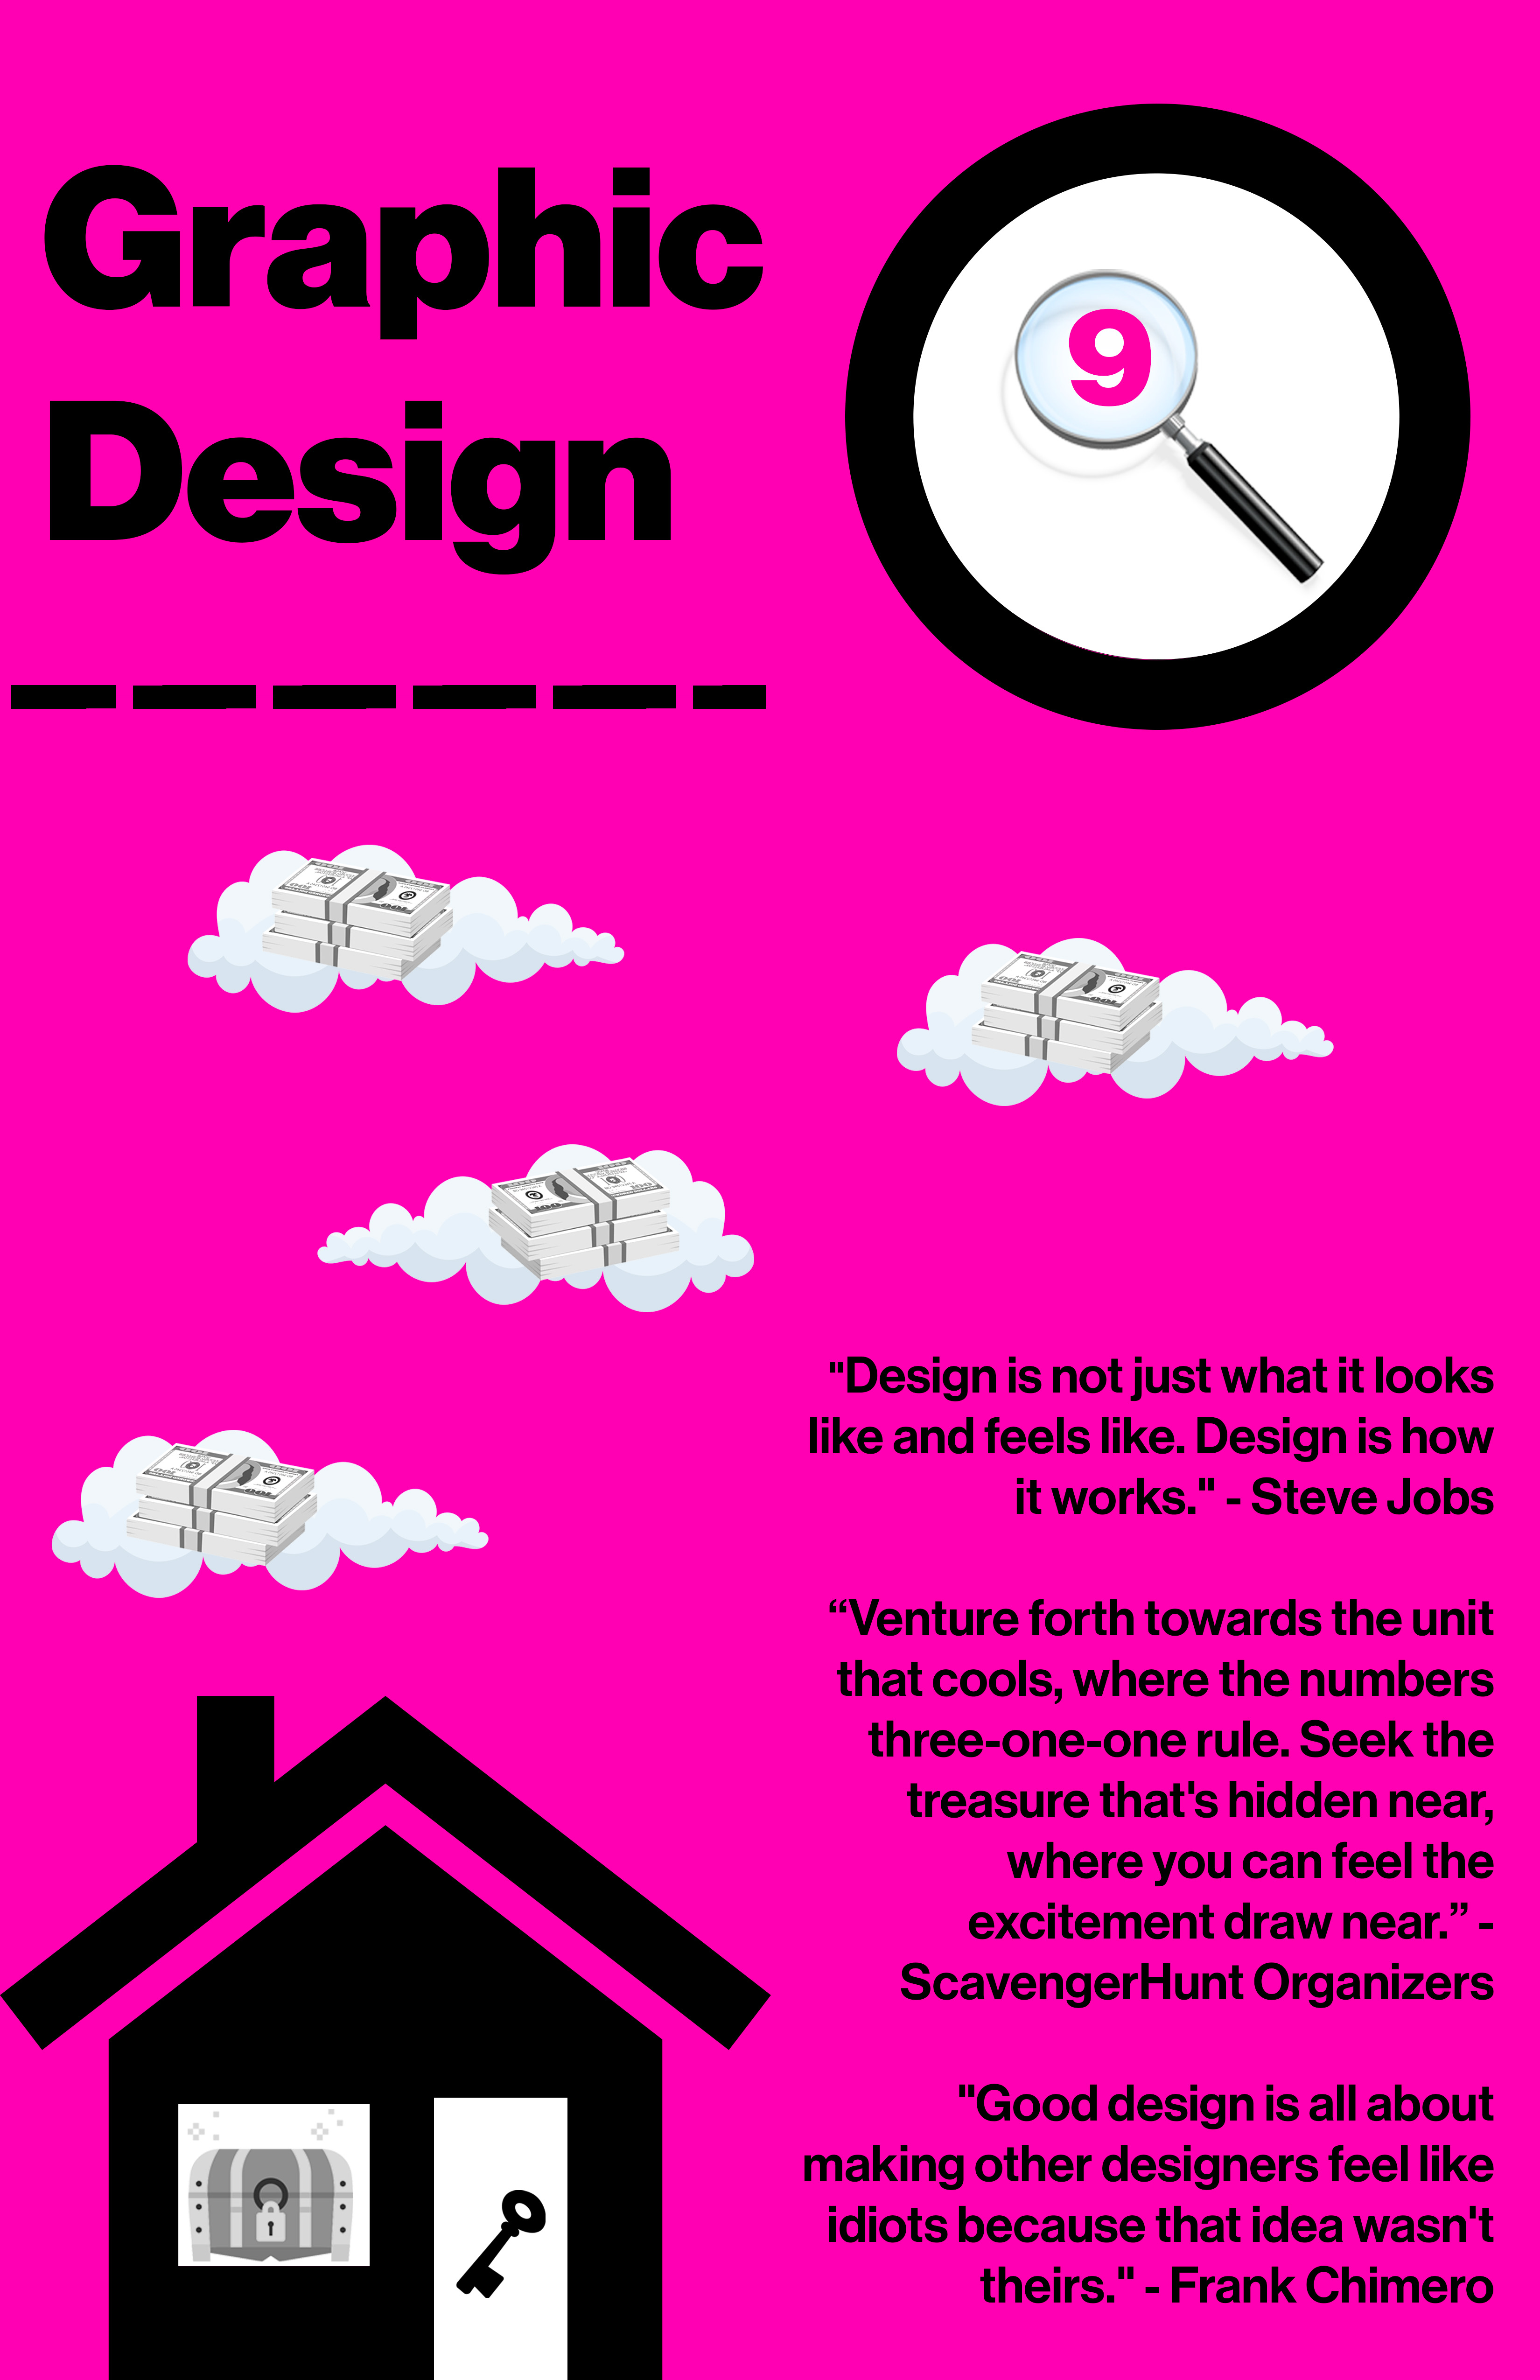 Graphic
Design
9
"Design is not just what it looks
like and feels like. Design is how
it works." - Steve Jobs
“Venture forth towards the unit
that cools, where the numbers
three-one-one rule. Seek the
treasure that's hidden near,
where you can feel the
excitement draw near.” -
ScavengerHunt Organizers
"Good design is all about
making other designers feel like
idiots because that idea wasn't
theirs." - Frank Chimero